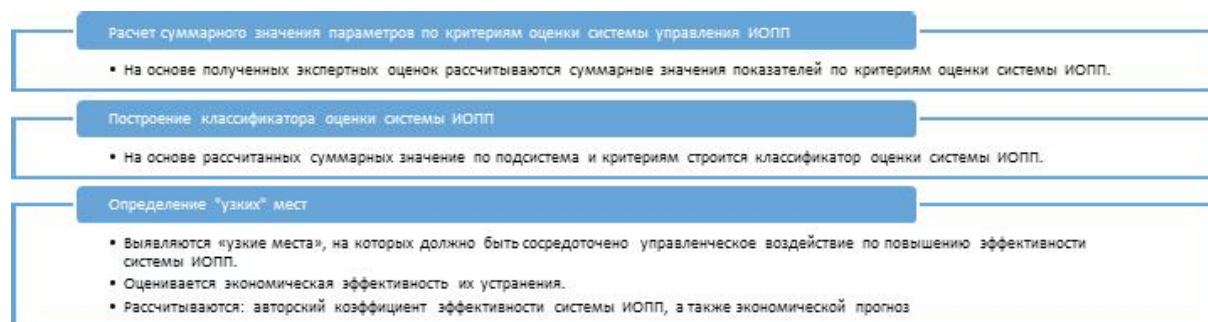 Расчет суммарного значения параметров по критериям оценки системы управления ИОПП
• На основе полученных экспертных оценок рассчитываются суммарные значения показателей по критериям оценки системы ИОПП.
Построение классификатора оценки системы ИОПП
• На основе рассчитанных суммарных значение по подсистема и критериям строится классификатор оценки системы ИОПП.
Определение "узких" мест
• Выявляются «узкие места», на которых должно быть сосредоточено управленческое воздействие по повышению эффективности
системы ИОПП.
• Оценивается экономическая эффективность их устранения.
• Рассчитываются: авторский коэффициент эффективности системы ИОПП, а также экономической прогноз